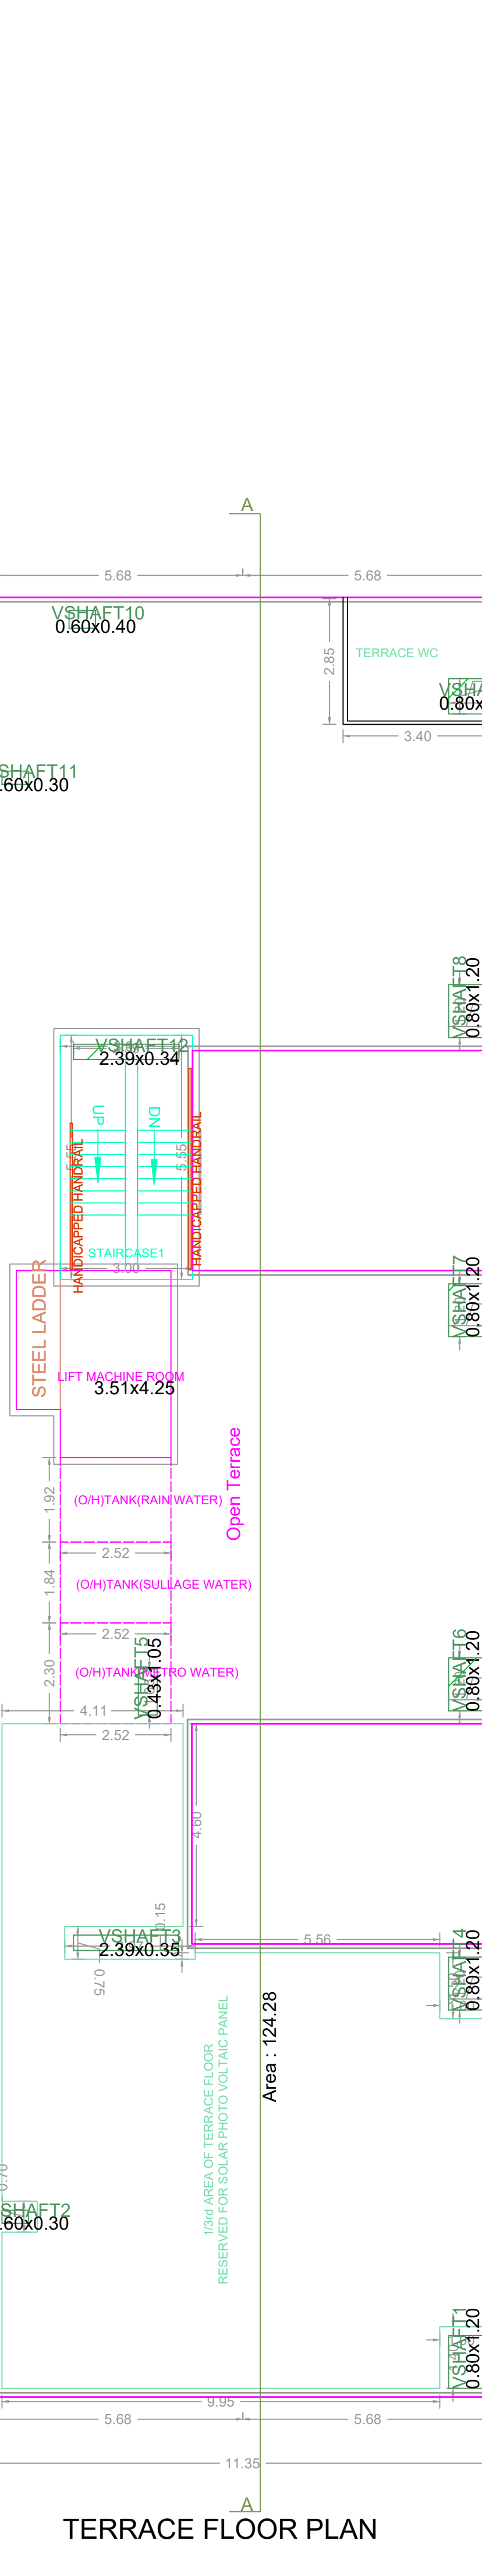 A
5.68
5.68
VSHAFT10
0.60x0.40
2.85
TERRACE WC
0.80x
3.40
SHAFT11
.60x0.30
VSHAFT8
0.80x1.20
VSHAFT12
2.39x0.34
UP
DN
5.55
5.55
HANDICAPPED HANDRAIL
HANDICAPPED HANDRAIL
STAIRCASE1
3.00
VSHAFT7
0.80x1.20
STEEL LADDER
LIFT MACHINE ROOM
3.51x4.25
Open Terrace
1.92
(O/H)TANK(RAIN WATER)
2.52
1.84
(O/H)TANK(SULLAGE WATER)
2.52
2.30
(O/H)TANK(METRO WATER)
VSHAFT5
0.43x1.05
VSHAFT6
0.80x1.20
4.11
2.52
4.60
0.15
VSHAFT3
2.39x0.35
0.75
5.56
VSHAFT4
0.80x1.20
Area : 124.28
1/3rd AREA OF TERRACE FLOOR
RESERVED FOR SOLAR PHOTO VOLTAIC PANEL
0.70
SHAFT2
.60x0.30
VSHAFT1
0.80x1.20
9.95
5.68
5.68
11.35
A
TERRACE FLOOR PLAN